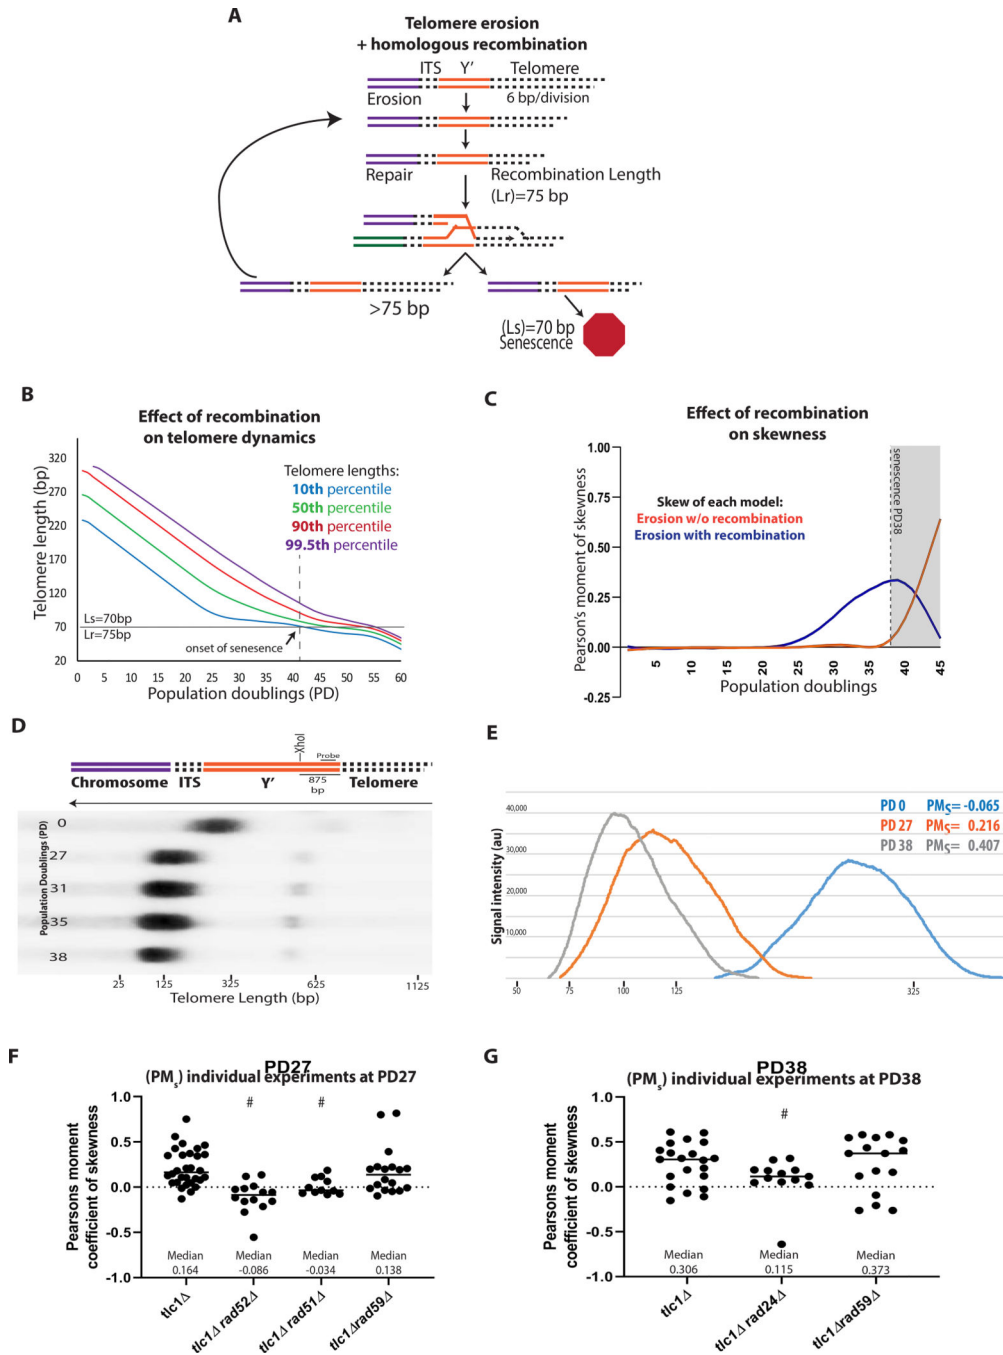 A
Telomere erosion
+ homologous recombination
ITS Y' Telomere
Erosion 6 bp/division
Repair Recombination Length
(Lr)=75 bp
>75 bp
(Ls)=70 bp
Senescence
B
Effect of recombination
on telomere dynamics
Telomere length (bp)
320
270
220
170
120
70
20
Telomere lengths:
10th percentile
50th percentile
90th percentile
99.5th percentile
Ls=70bp
Lr=75bp
onset of senesence
0 5 10 15 20 25 30 35 40 45 50 55 60
Population doublings (PD)
C
Effect of recombination
on skewness
Pearson's moment of skewness
1.00
0.75
0.50
0.25
0.00
-0.25
Skew of each model:
Erosion w/o recombination
Erosion with recombination
senescence PD38
5 10 15 20 25 30 35 40 45
Population doublings
D
XhoI
Probe
Chromosome ITS Y' 875 bp Telomere
Population Doublings (PD)
0
27
31
35
38
25 125 325 625 1125
Telomere Length (bp)
E
Signal intensity (au)
40,000
30,000
20,000
10,000
PD 0 PMs= -0.065
PD 27 PMs= 0.216
PD 38 PMs= 0.407
50 75 100 125 325
F
PD27
(PMs) individual experiments at PD27
Pearsons moment
coefficient of skewness
1.0
0.5
0.0
-0.5
-1.0
# #
Median Median Median Median
0.164 -0.086 -0.034 0.138
tlc1Δ
tlc1Δ rad52Δ
tlc1Δ rad51Δ
tlc1Δrad59Δ
G
PD38
(PMs) individual experiments at PD38
Pearsons moment
coefficient of skewness
1.0
0.5
0.0
-0.5
-1.0
#
Median Median Median
0.306 0.115 0.373
tlc1Δ
tlc1Δ rad24Δ
tlc1Δrad59Δ